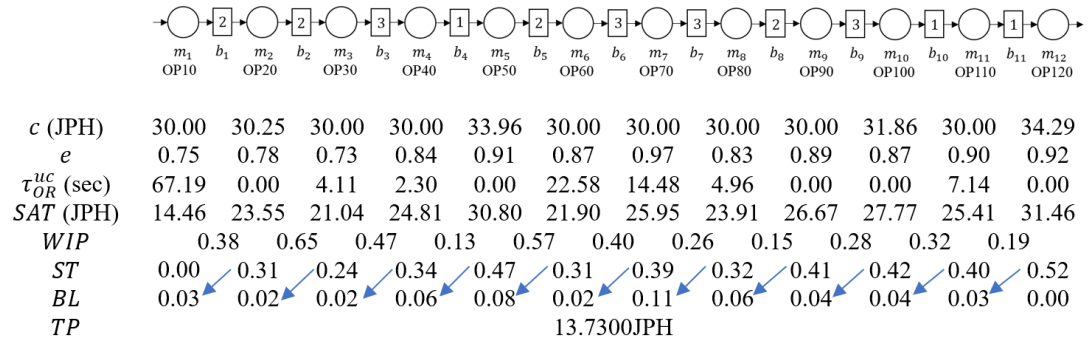 2 2 3 1 2 3 3 2 3 1 1
m₁ b₁ m₂ b₂ m₃ b₃ m₄ b₄ m₅ b₅ m₆ b₆ m₇ b₇ m₈ b₈ m₉ b₉ m₁₀ b₁₀ m₁₁ b₁₁ m₁₂
OP10 OP20 OP30 OP40 OP50 OP60 OP70 OP80 OP90 OP100 OP110 OP120
c (JPH) 30.00 30.25 30.00 30.00 33.96 30.00 30.00 30.00 30.00 31.86 30.00 34.29
e 0.75 0.78 0.73 0.84 0.91 0.87 0.97 0.83 0.89 0.87 0.90 0.92
τ_OR^uc (sec) 67.19 0.00 4.11 2.30 0.00 22.58 14.48 4.96 0.00 0.00 7.14 0.00
SAT (JPH) 14.46 23.55 21.04 24.81 30.80 21.90 25.95 23.91 26.67 27.77 25.41 31.46
WIP 0.38 0.65 0.47 0.13 0.57 0.40 0.26 0.15 0.28 0.32 0.19
ST 0.00 0.31 0.24 0.34 0.47 0.31 0.39 0.32 0.41 0.42 0.40 0.52
BL 0.03 0.02 0.02 0.06 0.08 0.02 0.11 0.06 0.04 0.04 0.03 0.00
TP 13.7300JPH